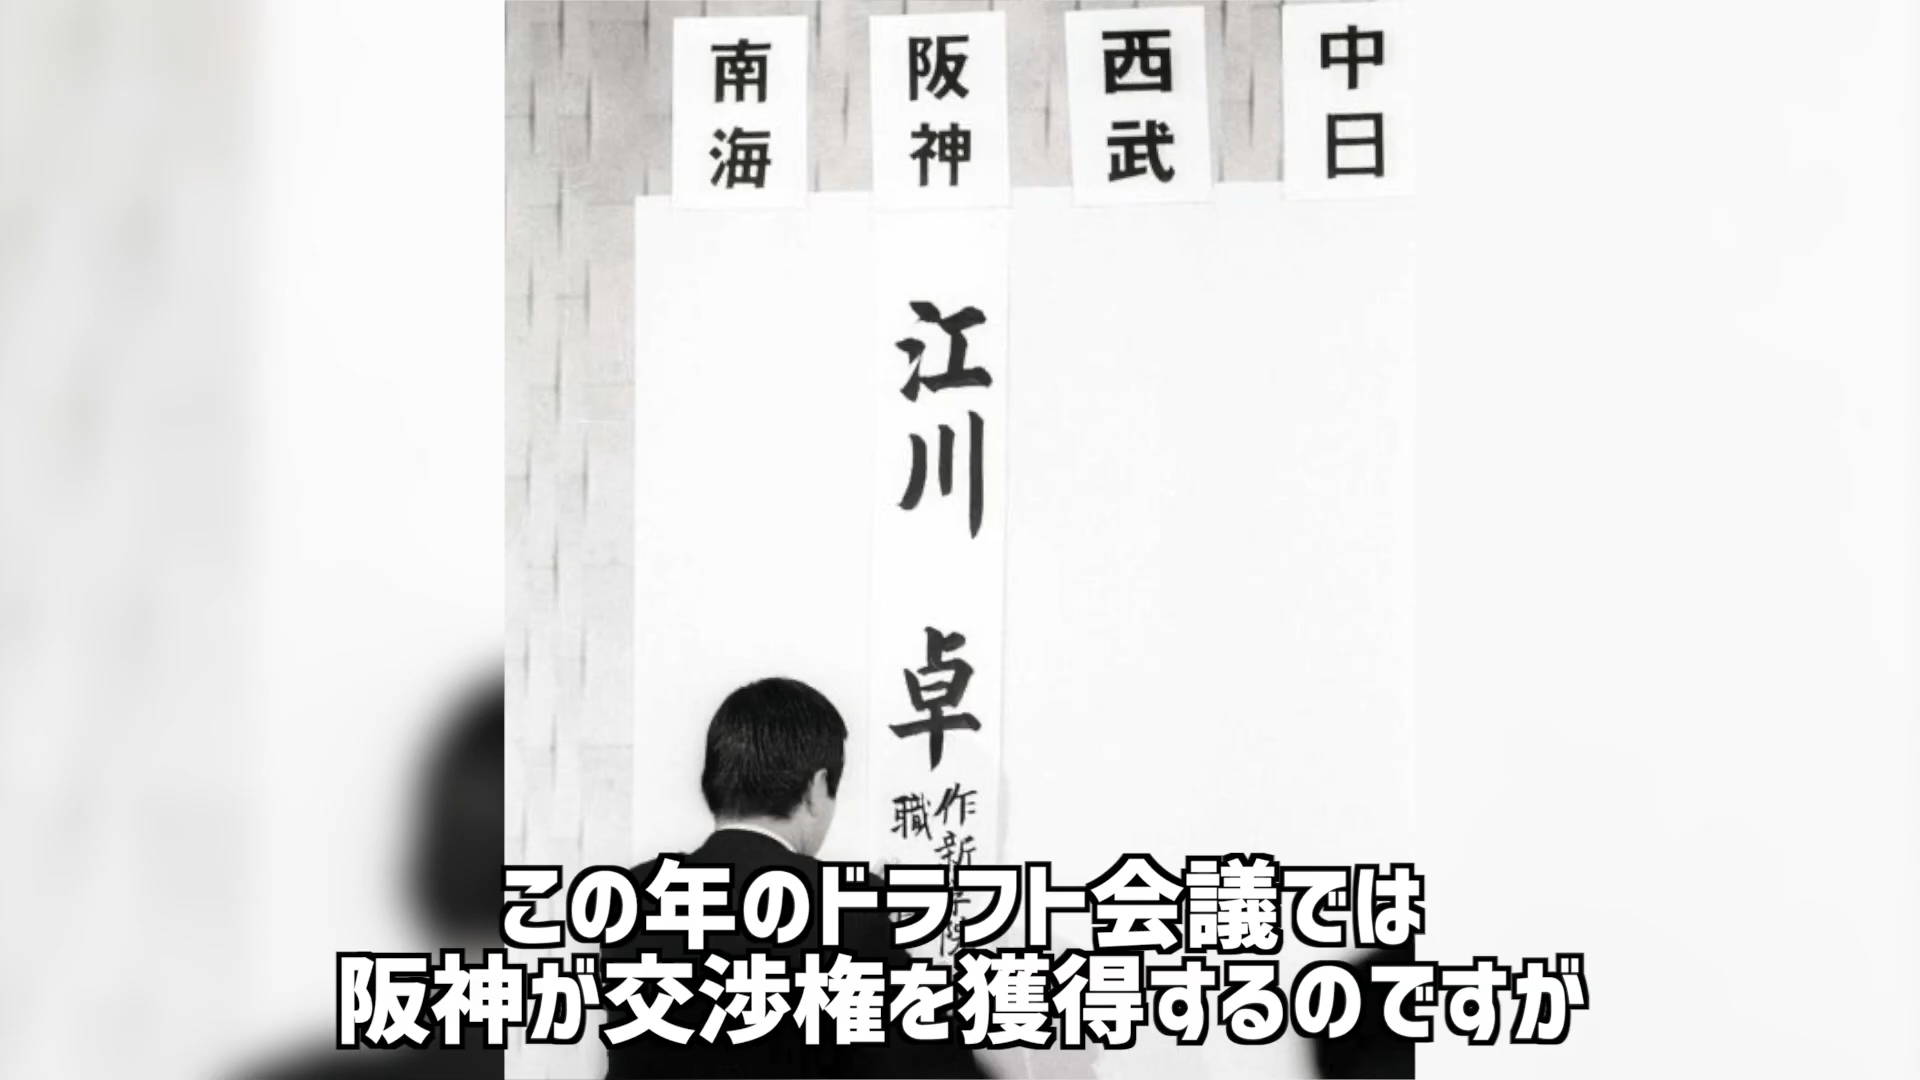 南海
阪神
西武
中日
江川 卓
作新学院
職
この年のドラフト会議では
阪神が交渉権を獲得するのですが